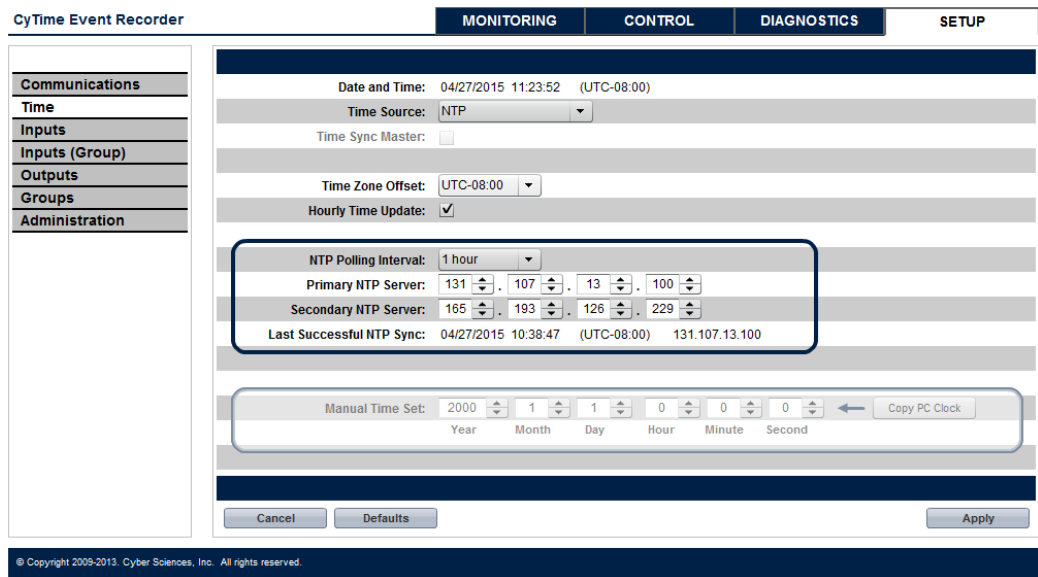 CyTime Event Recorder
MONITORING
CONTROL
DIAGNOSTICS
SETUP
Communications
Time
Inputs
Inputs (Group)
Outputs
Groups
Administration
Date and Time: 04/27/2015 11:23:52 (UTC-08:00)
Time Source: NTP
Time Sync Master:
Time Zone Offset: UTC-08:00
Hourly Time Update:
NTP Polling Interval: 1 hour
Primary NTP Server: 131 . 107 . 13 . 100
Secondary NTP Server: 165 . 193 . 126 . 229
Last Successful NTP Sync: 04/27/2015 10:38:47 (UTC-08:00) 131.107.13.100
Manual Time Set: 2000 1 1 0 0 0 Copy PC Clock
Year Month Day Hour Minute Second
Cancel Defaults Apply
© Copyright 2009-2013. Cyber Sciences, Inc. All rights reserved.